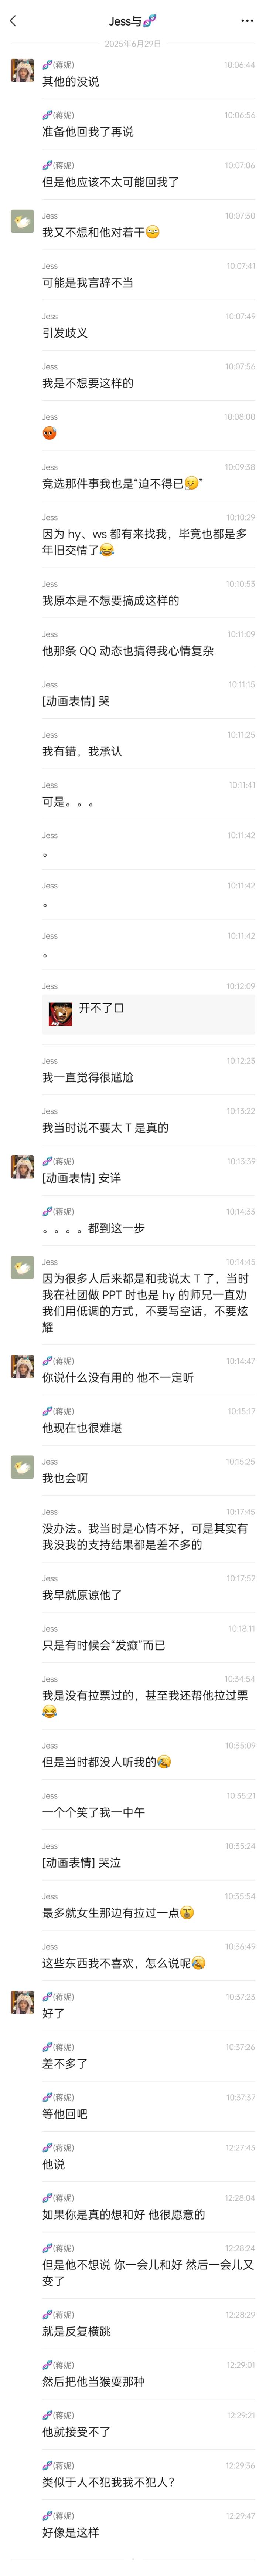 Jess与🧬
2025年6月29日
🧬(蒋妮) 10:06:44
其他的没说
🧬(蒋妮) 10:06:56
准备他回我了再说
🧬(蒋妮) 10:07:06
但是他应该不太可能回我了
Jess 10:07:30
我又不想和他对着干🧐
Jess 10:07:41
可能是我言辞不当
Jess 10:07:49
引发歧义
Jess 10:07:56
我是不想要这样的
Jess 10:08:00
Jess 10:09:38
竞选那件事我也是“迫不得已🫠”
Jess 10:10:29
因为 hy、ws 都有来找我，毕竟也都是多
年旧交情了😂
Jess 10:10:53
我原本是不想要搞成这样的
Jess 10:11:09
他那条 QQ 动态也搞得我心情复杂
Jess 10:11:15
[动画表情] 哭
Jess 10:11:25
我有错，我承认
Jess 10:11:41
可是。。。
Jess 10:11:42
。
Jess 10:11:42
。
Jess 10:11:42
。
Jess 10:12:09
开不了口
Jess 10:12:23
我一直觉得很尴尬
Jess 10:13:22
我当时说不要太 T 是真的
🧬(蒋妮) 10:13:39
[动画表情] 安详
🧬(蒋妮) 10:14:33
。。。。都到这一步
Jess 10:14:45
因为很多人后来都是和我说太 T 了，当时
我在社团做 PPT 时也是 hy 的师兄一直劝
我们用低调的方式，不要写空话，不要炫
耀
🧬(蒋妮) 10:14:47
你说什么没有用的 他不一定听
🧬(蒋妮) 10:15:17
他现在也很难堪
Jess 10:15:25
我也会啊
Jess 10:17:45
没办法。我当时是心情不好，可是其实有
我没我的支持结果都是差不多的
Jess 10:17:52
我早就原谅他了
Jess 10:18:11
只是有时候会“发癫”而已
Jess 10:34:54
我是没有拉票过的，甚至我还帮他拉过票
😂
Jess 10:35:09
但是当时都没人听我的😹
Jess 10:35:21
一个个笑了我一中午
Jess 10:35:24
[动画表情] 哭泣
Jess 10:35:54
最多就女生那边有拉过一点🫣
Jess 10:36:49
这些东西我不喜欢，怎么说呢😹
🧬(蒋妮) 10:37:23
好了
🧬(蒋妮) 10:37:26
差不多了
🧬(蒋妮) 10:37:37
等他回吧
🧬(蒋妮) 12:27:43
他说
🧬(蒋妮) 12:28:04
如果你是真的想和好 他很愿意的
🧬(蒋妮) 12:28:24
但是他不想说 你一会儿和好 然后一会儿又
变了
🧬(蒋妮) 12:28:29
就是反复横跳
🧬(蒋妮) 12:29:01
然后把他当猴耍那种
🧬(蒋妮) 12:29:21
他就接受不了
🧬(蒋妮) 12:29:36
类似于人不犯我我不犯人？
🧬(蒋妮) 12:29:47
好像是这样